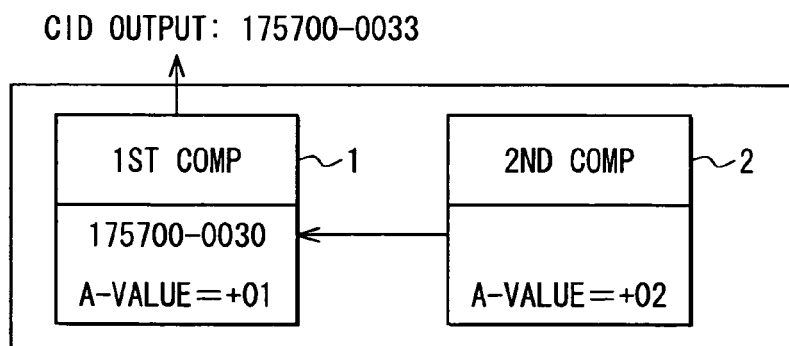 CID OUTPUT: 175700-0033
1ST COMP
1
2ND COMP
2
175700-0030
A-VALUE=+01
A-VALUE=+02